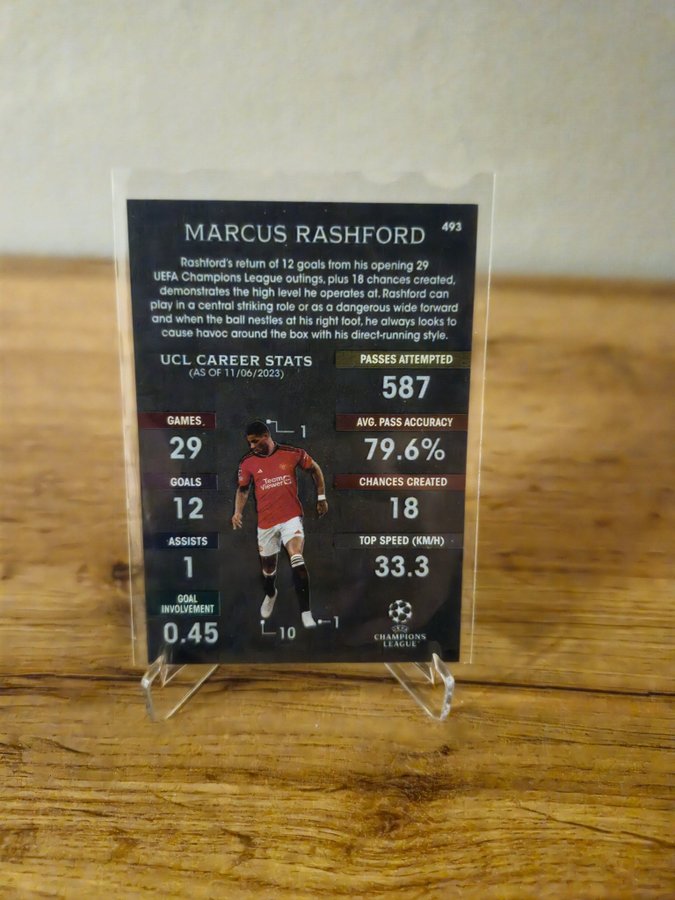 MARCUS RASHFORD
493
Rashford's return of 12 goals from his opening 29
UEFA Champions League outings, plus 18 chances created,
demonstrates the high level he operates at. Rashford can
play in a central striking role or as a dangerous wide forward
and when the ball nestles at his right foot, he always looks to
cause havoc around the box with his direct-running style.
UCL CAREER STATS
(AS OF 11/06/2023)
PASSES ATTEMPTED
587
GAMES
29
AVG. PASS ACCURACY
79.6%
GOALS
12
CHANCES CREATED
18
ASSISTS
1
TOP SPEED (KM/H)
33.3
GOAL
INVOLVEMENT
0.45
1
Team
Viewer
10
1
CHAMPIONS
LEAGUE